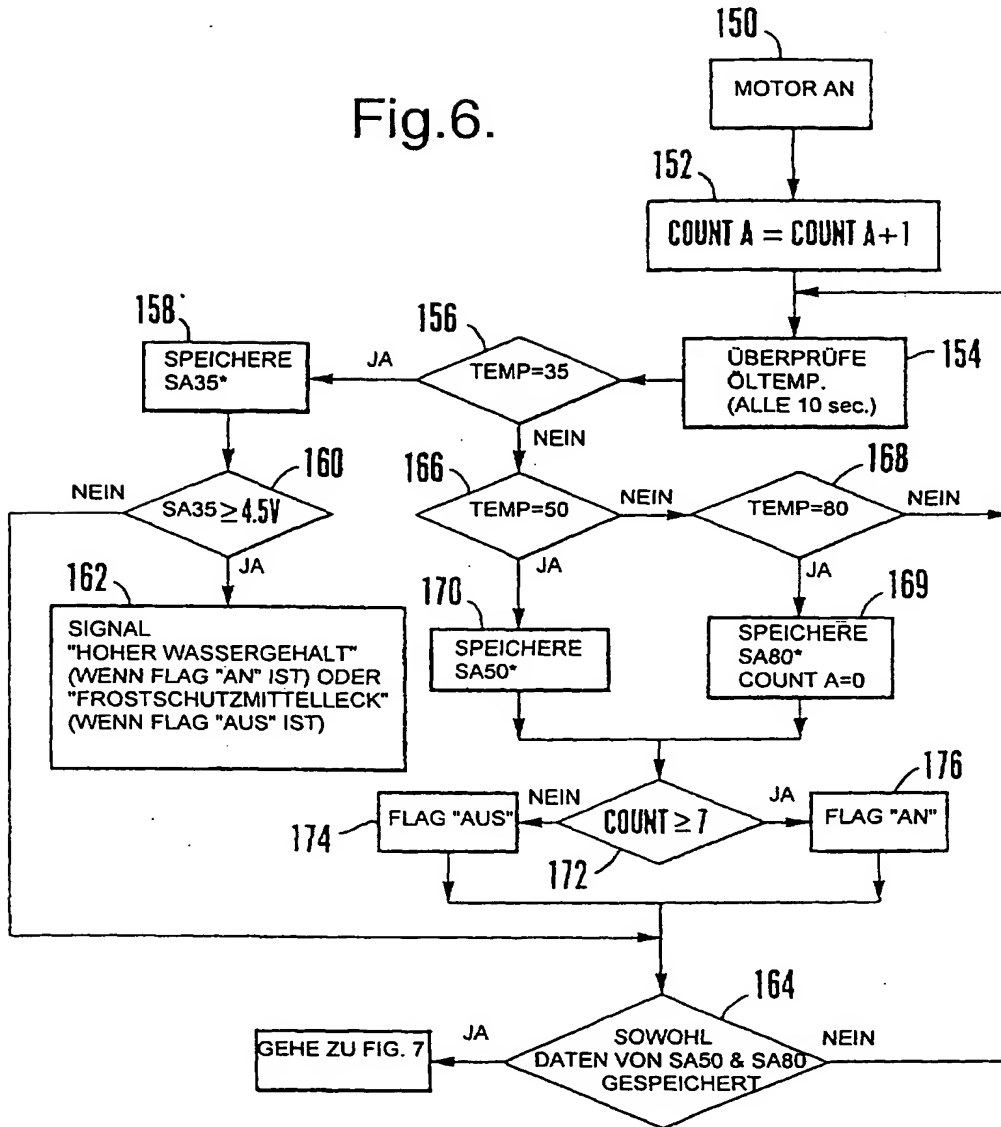 Fig.6.
150
MOTOR AN
152
COUNT A = COUNT A+1
154
ÜBERPRÜFE
ÖLTEMP.
(ALLE 10 sec.)
156
TEMP=35
JA
NEIN
158
SPEICHERE
SA35*
160
SA35 ≥ 4.5V
NEIN
JA
162
SIGNAL
"HOHER WASSERGEHALT"
(WENN FLAG "AN" IST) ODER
"FROSTSCHUTZMITTELLECK"
(WENN FLAG "AUS" IST)
166
TEMP=50
NEIN
JA
168
TEMP=80
NEIN
JA
170
SPEICHERE
SA50*
169
SPEICHERE
SA80*
COUNT A=0
172
COUNT ≥ 7
NEIN
JA
174
FLAG "AUS"
176
FLAG "AN"
164
SOWOHL
DATEN VON SA50 & SA80
GESPEICHERT
JA
NEIN
GEHE ZU FIG. 7